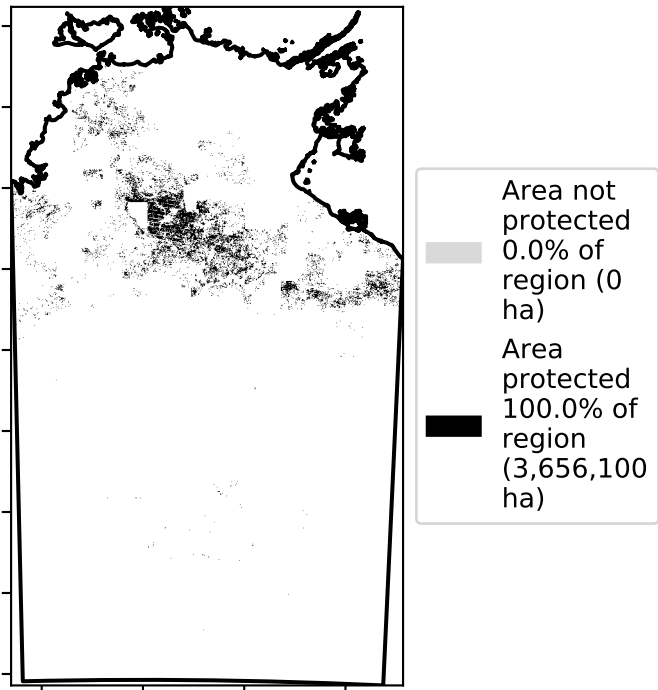 Area not
protected
0.0% of
region (0
ha)
Area
protected
100.0% of
region
(3,656,100
ha)